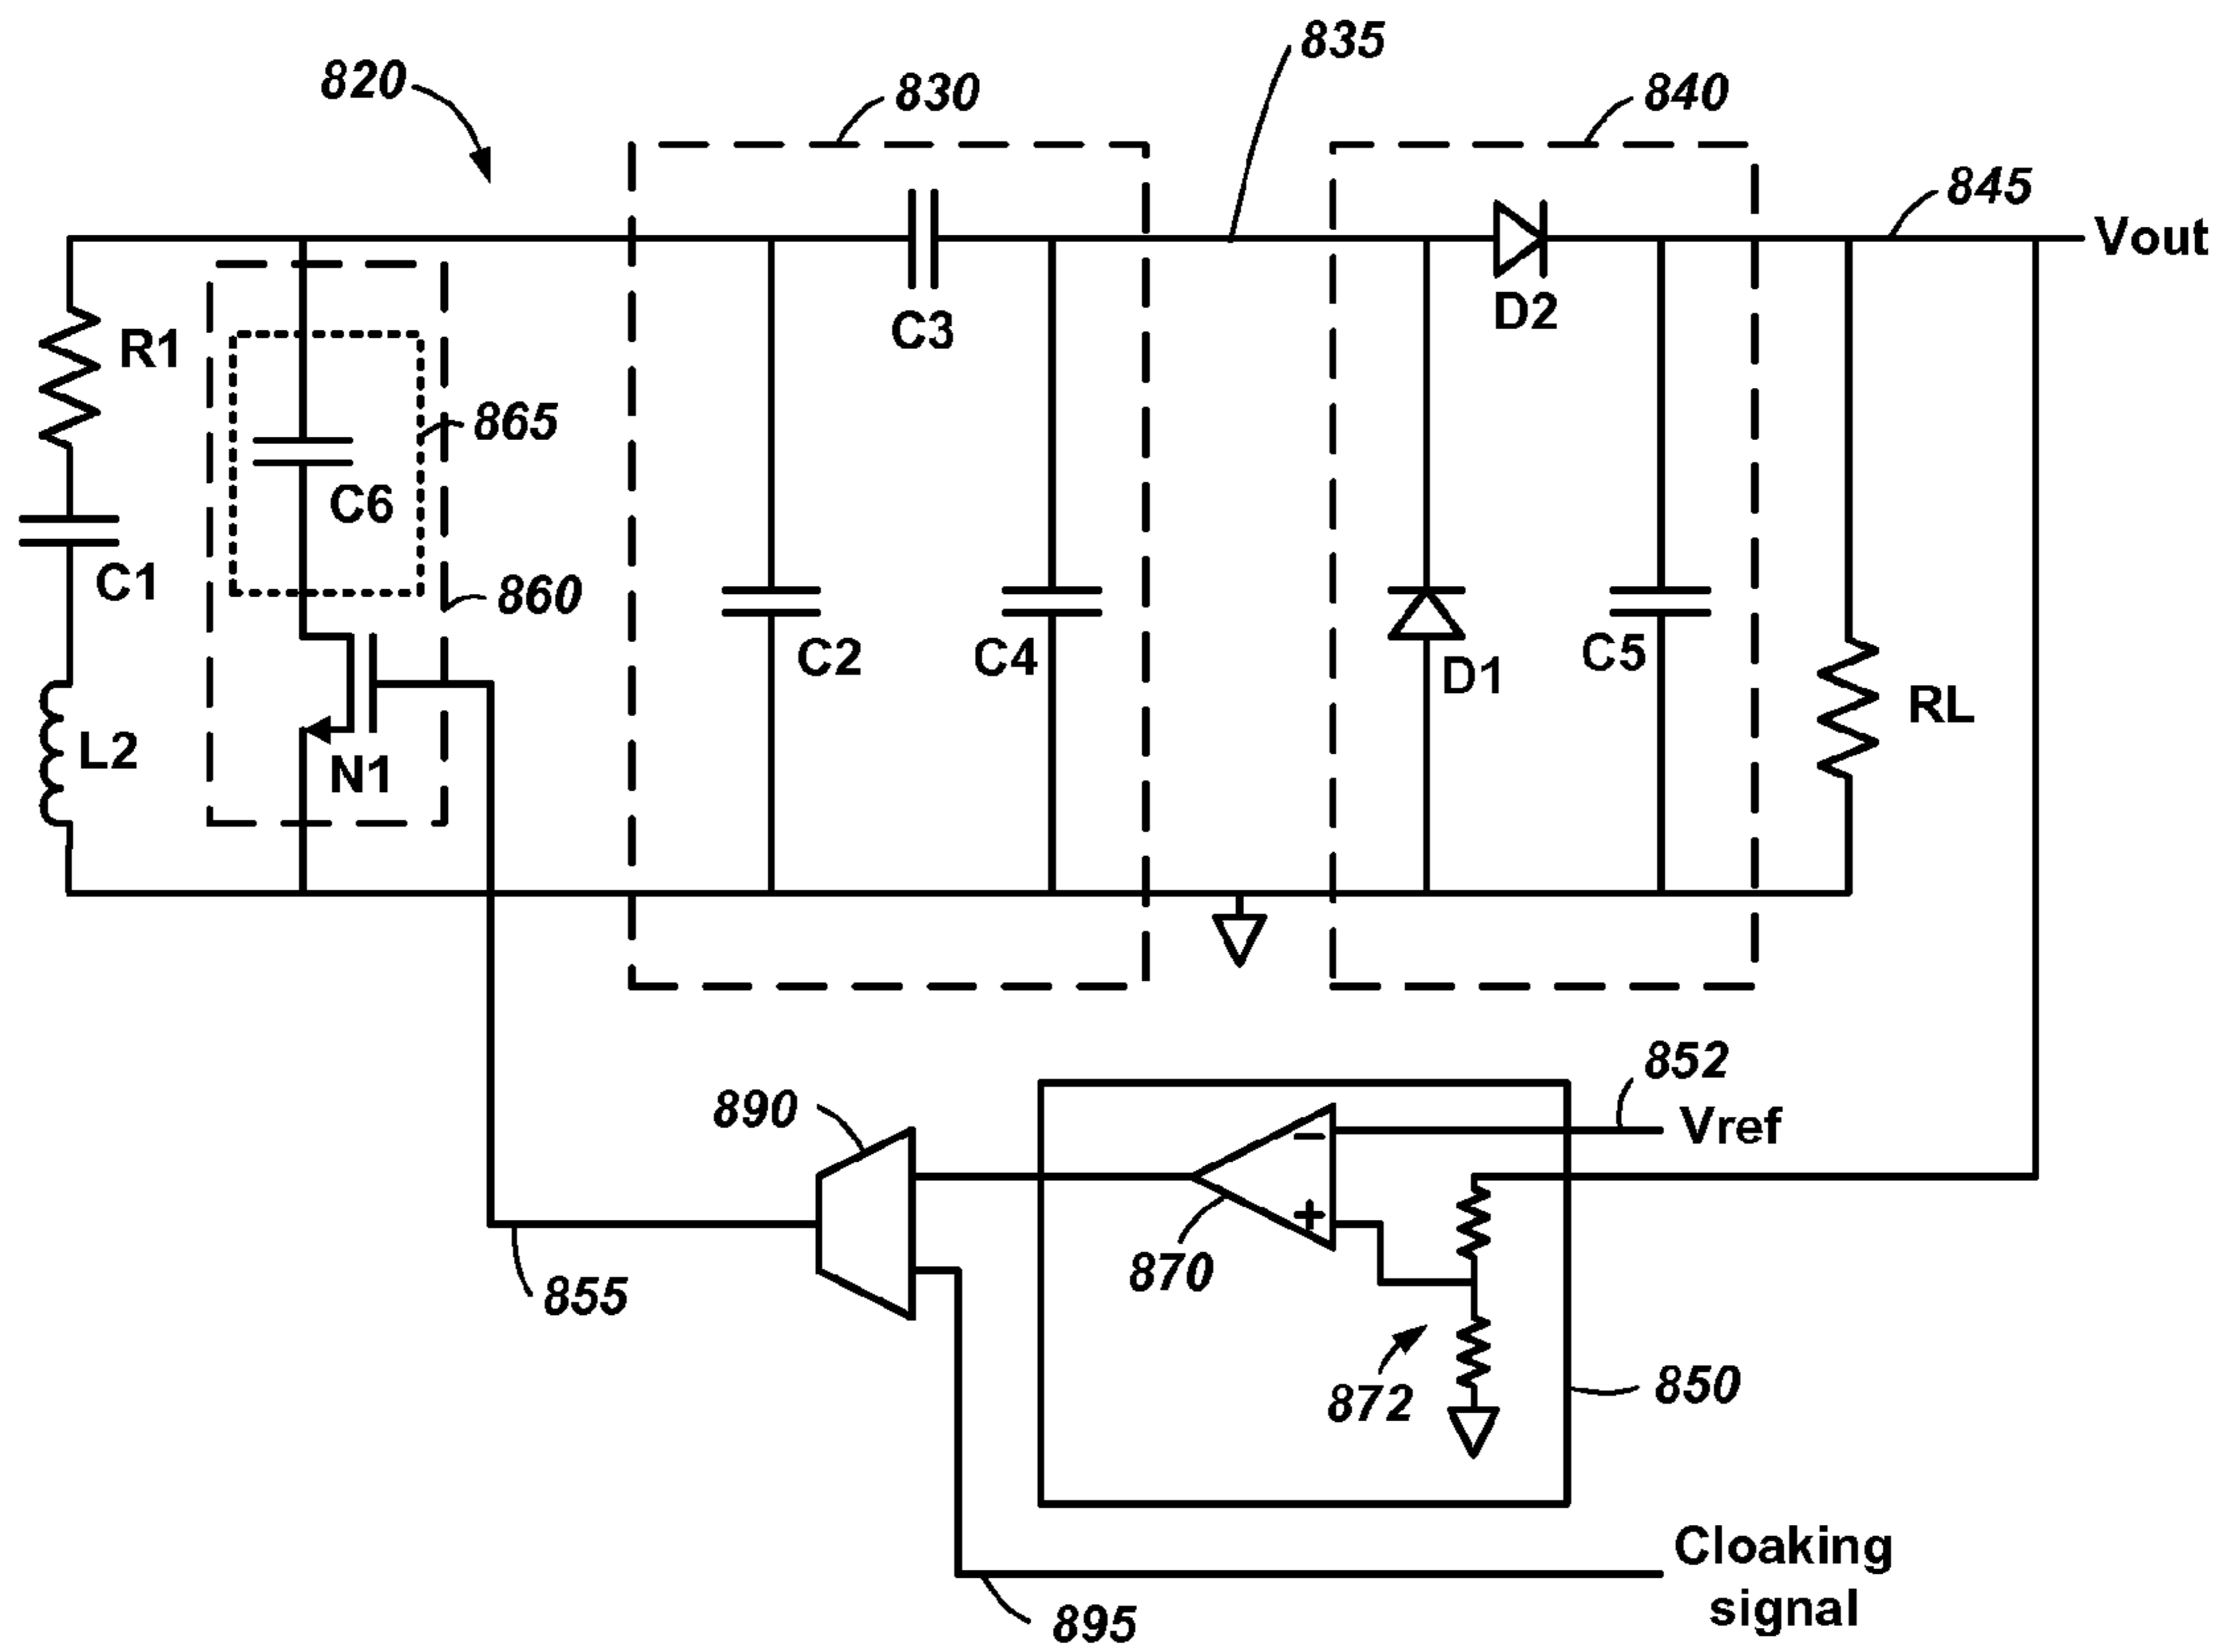 835
820
830
840
845
Vout
R1
C3
D2
865
C6
C1
860
C2
C4
C5
D1
RL
L2
N1
852
890
Vref
−
+
870
855
872
850
Cloaking
signal
895